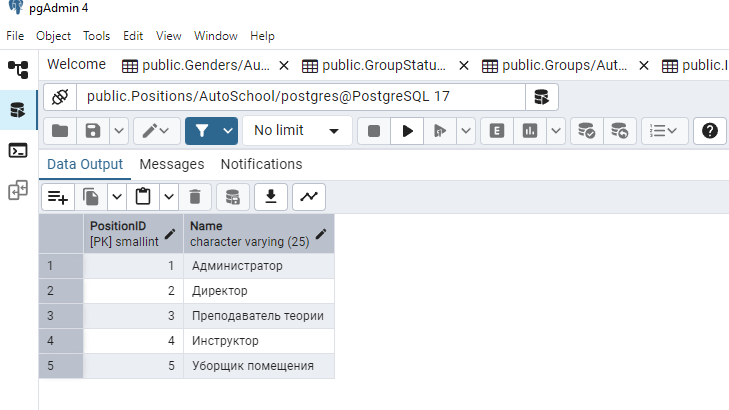 pgAdmin 4
File Object Tools Edit View Window Help
Welcome public.Genders/Au... public.GroupStatu... public.Groups/Aut... public.I
public.Positions/AutoSchool/postgres@PostgreSQL 17
No limit E
Data Output Messages Notifications
PositionID Name
[PK] smallint character varying (25)
1 1 Администратор
2 2 Директор
3 3 Преподаватель теории
4 4 Инструктор
5 5 Уборщик помещения